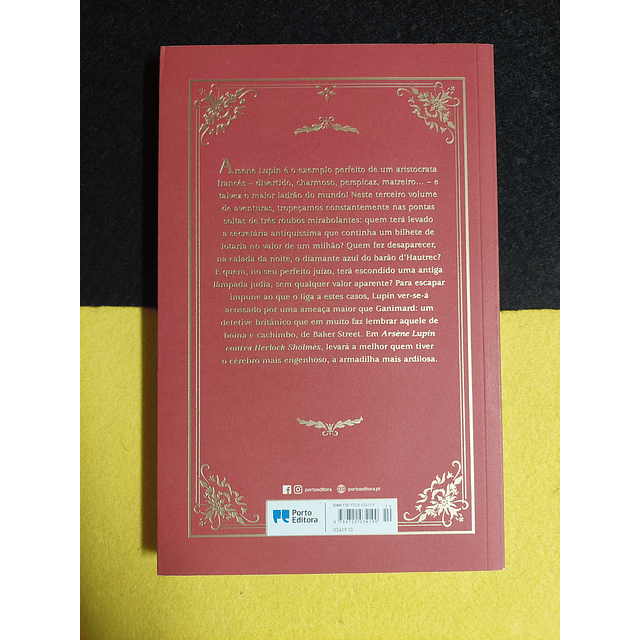 Arsène Lupin é o exemplo perfeito de um aristocrata
francês – divertido, charmoso, perspicaz, matreiro... – e
talvez o maior ladrão do mundo! Neste terceiro volume
de aventuras, tropeçamos constantemente nas pontas
soltas de três roubos mirabolantes: quem terá levado
a secretária antiquíssima que continha um bilhete de
lotaria no valor de um milhão? Quem fez desaparecer,
na calada da noite, o diamante azul do barão d'Hautrec?
E quem, no seu perfeito juízo, terá escondido uma antiga
lâmpada judia, sem qualquer valor aparente? Para escapar
impune ao que o liga a estes casos, Lupin ver-se-á
acossado por uma ameaça maior que Ganimard: um
detetive britânico que em muito faz lembrar aquele de
boina e cachimbo, de Baker Street. Em Arsène Lupin
contra Herlock Sholmès, levará a melhor quem tiver
o cérebro mais engenhoso, a armadilha mais ardilosa.
portoeditora portoeditora.pt
Porto
Editora
ISBN
03419.10